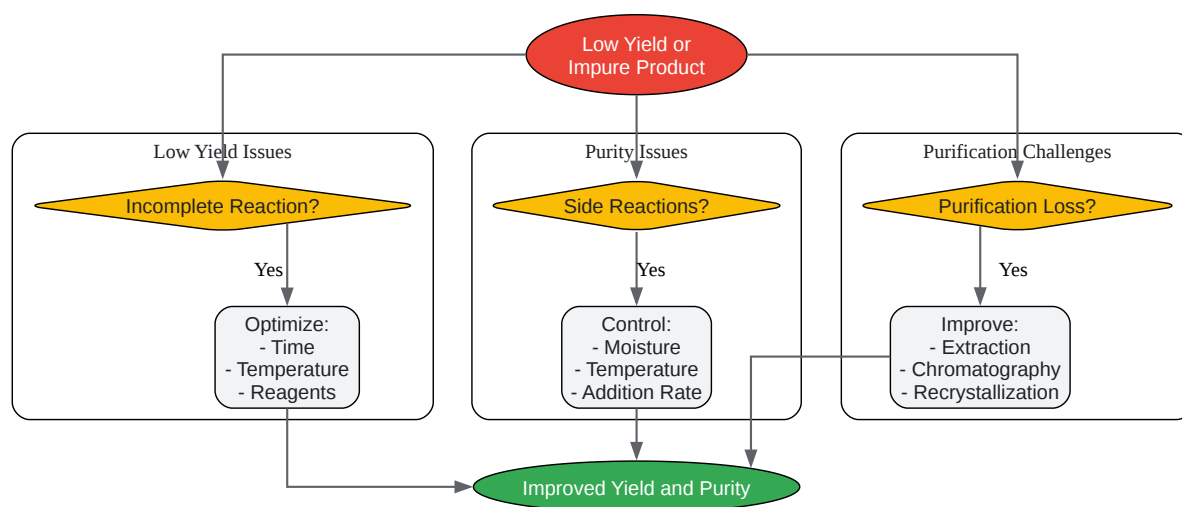 Low Yield or
Impure Product
Low Yield Issues
Incomplete Reaction?
Yes
Optimize:
- Time
- Temperature
- Reagents
Purity Issues
Side Reactions?
Yes
Control:
- Moisture
- Temperature
- Addition Rate
Purification Challenges
Purification Loss?
Yes
Improve:
- Extraction
- Chromatography
- Recrystallization
Improved Yield and Purity